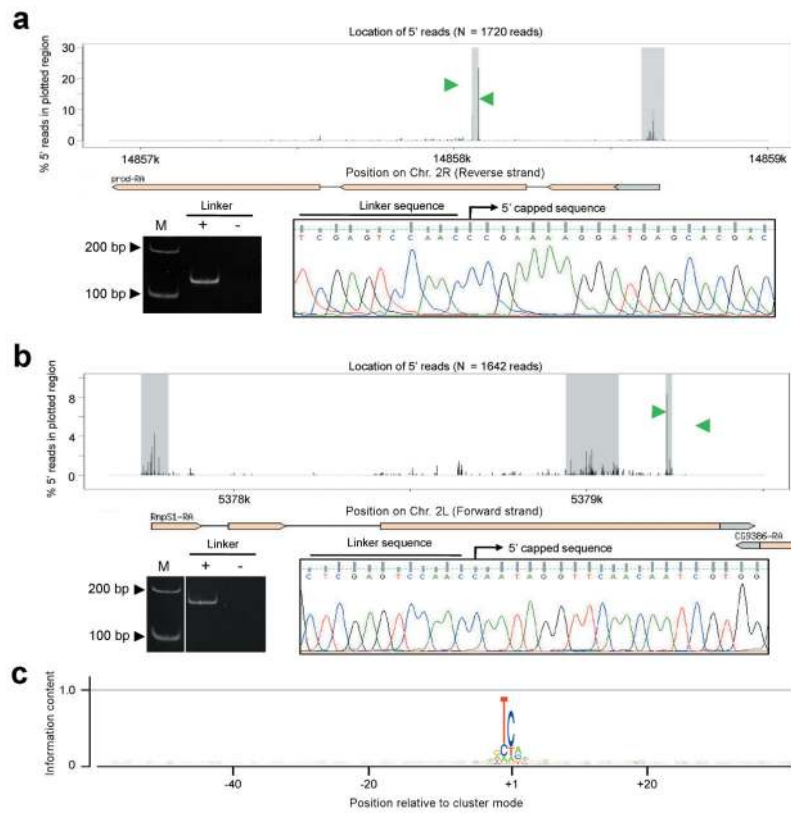 a
Location of 5' reads (N = 1720 reads)
% 5' reads in plotted region
30
20
10
0
14857k
14858k
14859k
Position on Chr. 2R (Reverse strand)
prod-RA
Linker
M
+
-
200 bp
100 bp
Linker sequence
5' capped sequence
T C G A G T C C A A C C C G A A A A G G A T G A G C A C G A C
b
Location of 5' reads (N = 1642 reads)
% 5' reads in plotted region
8
4
0
5378k
5379k
Position on Chr. 2L (Forward strand)
RnpS1-RA
CG9386-RA
Linker
M
+
-
200 bp
100 bp
Linker sequence
5' capped sequence
C T C G A G T C C A A C C A A T A G G T T C A A C A A T C G T G G
c
Information content
1.0
0
T C
-40
-20
+1
+20
Position relative to cluster mode